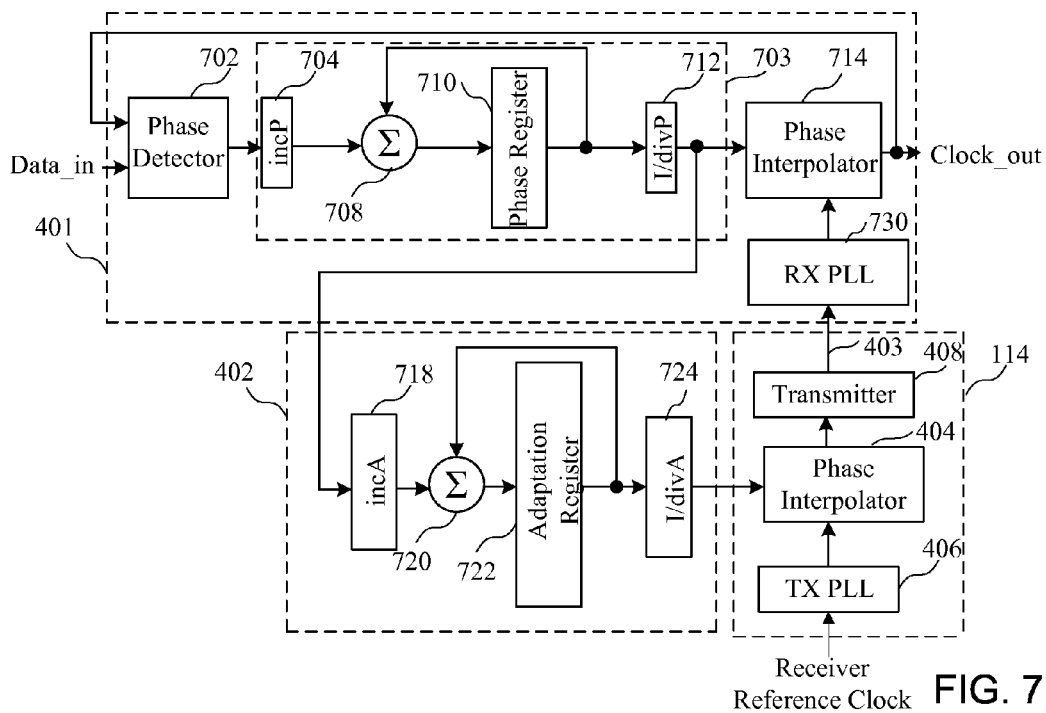 702
704
703
712
714
710
Phase
Detector
incP
Σ
Phase Register
I/divP
Phase
Interpolator
Data_in
Clock_out
708
401
730
RX PLL
403
402
718
724
408
114
Transmitter
404
incA
Σ
Adaptation
Register
I/divA
Phase
Interpolator
720
722
406
TX PLL
Receiver
Reference Clock
FIG. 7